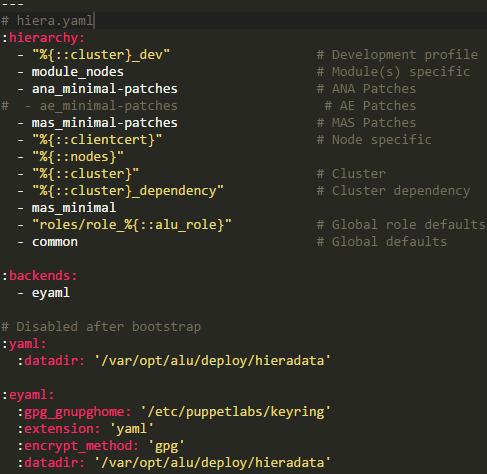 ---
# hiera.yaml
:hierarchy:
  - "%{::cluster}_dev"                  # Development profile
  - module_nodes                        # Module(s) specific
  - ana_minimal-patches                 # ANA Patches
#  - ae_minimal-patches                  # AE Patches
  - mas_minimal-patches                 # MAS Patches
  - "%{::clientcert}"                   # Node specific
  - "%{::nodes}"
  - "%{::cluster}"                      # Cluster
  - "%{::cluster}_dependency"           # Cluster dependency
  - mas_minimal
  - "roles/role_%{::alu_role}"          # Global role defaults
  - common                              # Global defaults

:backends:
  - eyaml

# Disabled after bootstrap
:yaml:
  :datadir: '/var/opt/alu/deploy/hieradata'

:eyaml:
  :gpg_gnupghome: '/etc/puppetlabs/keyring'
  :extension: 'yaml'
  :encrypt_method: 'gpg'
  :datadir: '/var/opt/alu/deploy/hieradata'